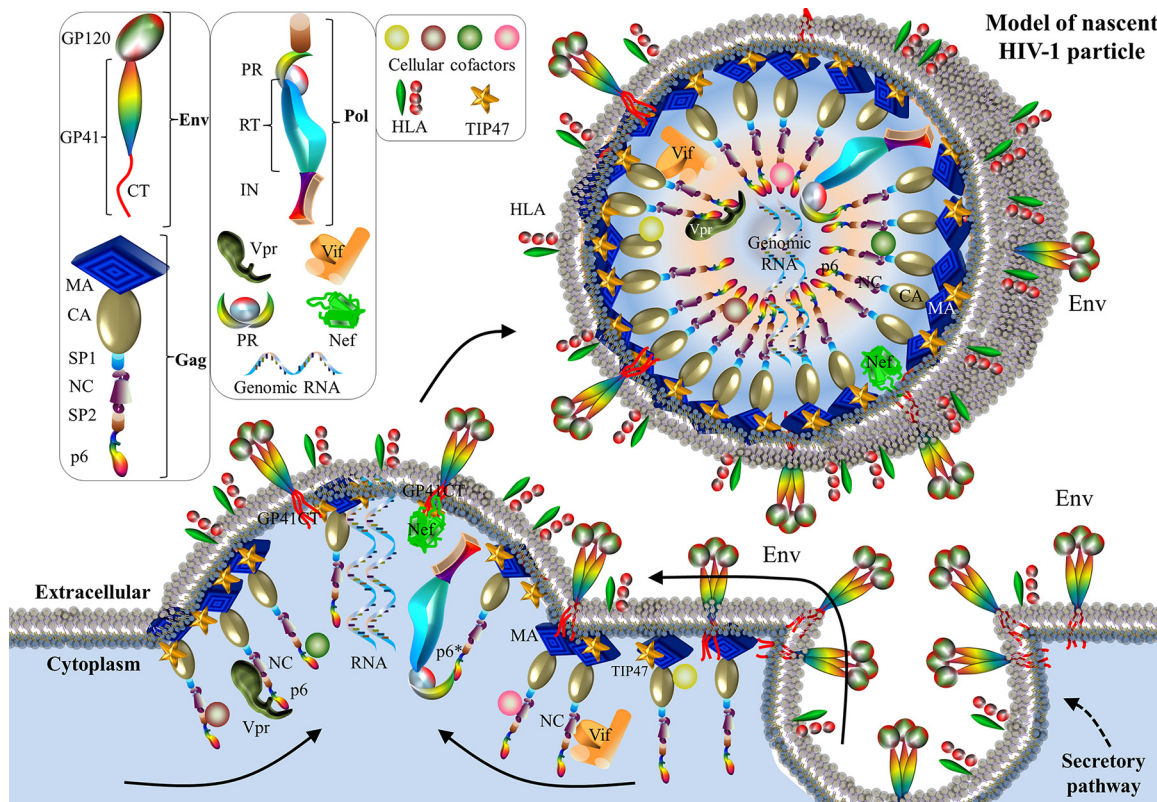 GP120
GP41
CT
Env
MA
CA
SP1
NC
SP2
p6
Gag
PR
RT
IN
Pol
Vpr
Vif
PR
Nef
Genomic RNA
Cellular cofactors
HLA
TIP47
Model of nascent
HIV-1 particle
HLA
Vif
Vpr
Genomic
RNA
p6
NC
CA
MA
Nef
Env
Extracellular
Cytoplasm
GP41CT
GP41CT
Nef
NC
p6
Vpr
RNA
p6*
MA
NC
Vif
TIP47
Env
Env
Secretory
pathway